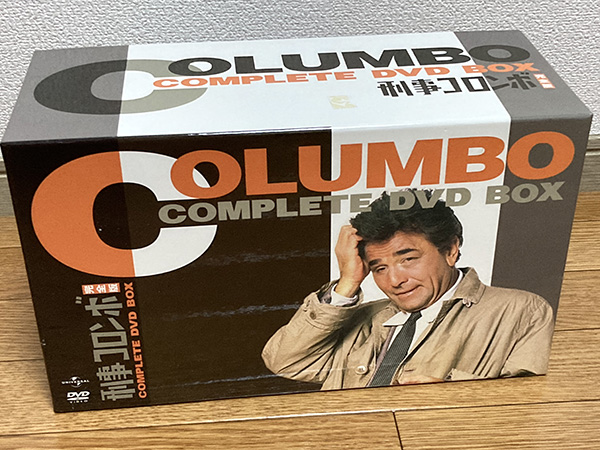 COLUMBO
COMPLETE DVD BOX
刑事コロンボ 完全版
COLUMBO
COMPLETE DVD BOX
刑事コロンボ 完全版
COMPLETE DVD BOX
UNIVERSAL
DVD
VIDEO